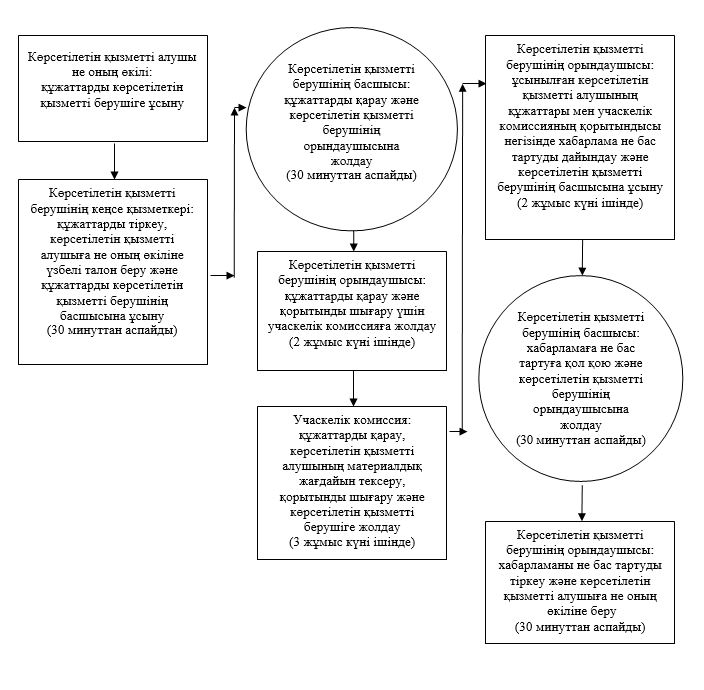 Көрсетілетін қызметті алушы
не оның өкілі:
құжаттарды көрсетілетін
қызметті берушіге ұсыну
Көрсетілетін қызметті
берушінің кеңсе қызметкері:
құжаттарды тіркеу,
көрсетілетін қызметті
алушыға не оның өкіліне
үзбелі талон беру және
құжаттарды көрсетілетін
қызметті берушінің
басшысына ұсыну
(30 минуттан аспайды)
Көрсетілетін қызметті
берушінің басшысы:
құжаттарды қарау және
көрсетілетін қызметті
берушінің
орындаушысына
жолдау
(30 минуттан аспайды)
Көрсетілетін қызметті
берушінің орындаушысы:
құжаттарды қарау және
қорытынды шығару үшін
учаскелік комиссияға жолдау
(2 жұмыс күні ішінде)
Учаскелік комиссия:
құжаттарды қарау,
көрсетілетін қызметті
алушының материалдық
жағдайын тексеру,
қорытынды шығару және
көрсетілетін қызметті
берушіге жолдау
(3 жұмыс күні ішінде)
Көрсетілетін қызметті
берушінің орындаушысы:
ұсынылған көрсетілетін
қызметті алушының
құжаттары мен учаскелік
комиссияның қорытындысы
негізінде хабарлама не бас
тартуды дайындау және
көрсетілетін қызметті
берушінің басшысына ұсыну
(2 жұмыс күні ішінде)
Көрсетілетін қызметті
берушінің басшысы:
хабарламаға не бас
тартуға қол қою және
көрсетілетін қызметті
берушінің
орындаушысына
жолдау
(30 минуттан аспайды)
Көрсетілетін қызметті
берушінің орындаушысы:
хабарламаны не бас тартуды
тіркеу және көрсетілетін
қызметті алушыға не оның
өкіліне беру
(30 минуттан аспайды)